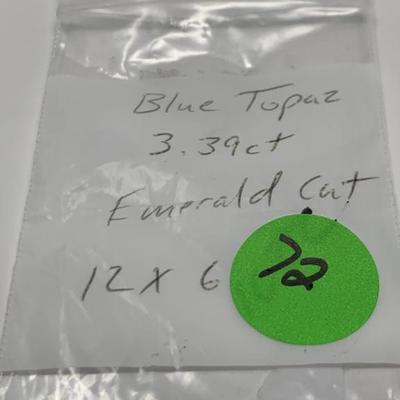 Blue Topaz
3.39ct
Emerald Cut
12 x 6
72